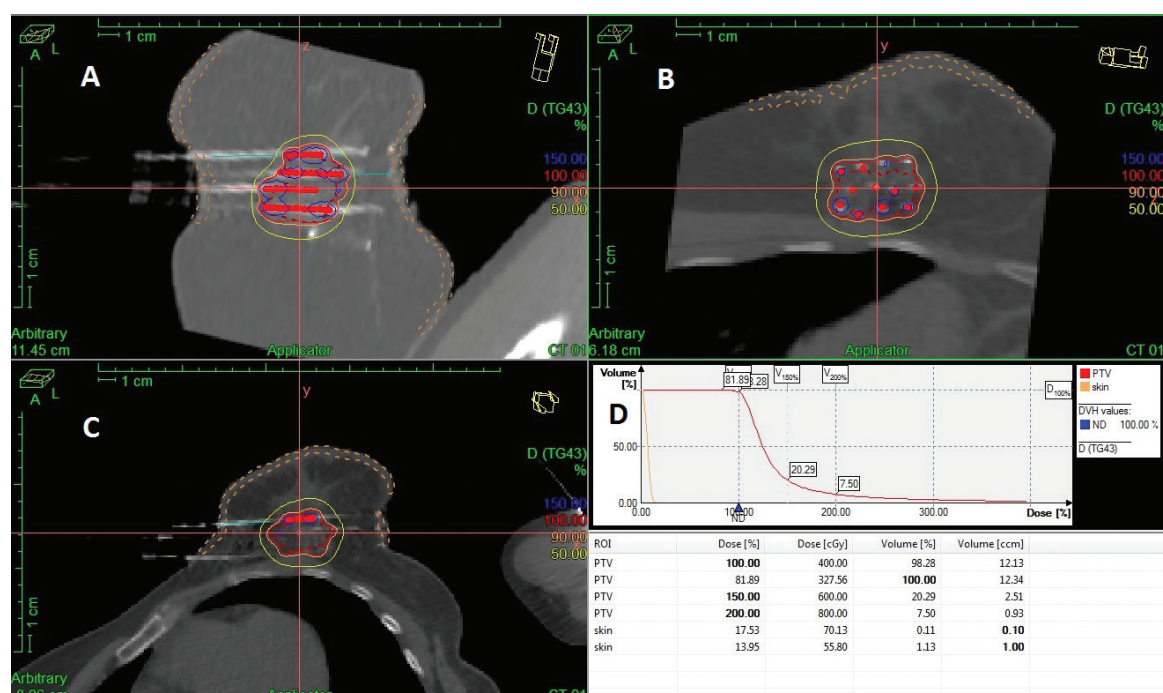 A
L
1 cm
z
A
D (TG43)
%
150.00
100.00
90.00
50.00
1 cm
Arbitrary
11.45 cm
Applicator
CT 01
A
L
1 cm
y
B
D (TG43)
%
150.00
100.00
90.00
50.00
1 cm
Arbitrary
6.18 cm
Applicator
CT 01
A
L
1 cm
y
C
D (TG43)
%
150.00
100.00
90.00
50.00
1 cm
Arbitrary
Applicator
CT 01
Volume
[%]
81.89
V150%
V200%
D100%
D
50.00
20.29
7.50
0.00
0.00
200.00
300.00
Dose [%]
ND
PTV
skin
DVH values:
ND 100.00 %
D (TG43)
ROI Dose [%] Dose [cGy] Volume [%] Volume [ccm]
PTV 100.00 400.00 98.28 12.13
PTV 81.89 327.56 100.00 12.34
PTV 150.00 600.00 20.29 2.51
PTV 200.00 800.00 7.50 0.93
skin 17.53 70.13 0.11 0.10
skin 13.95 55.80 1.13 1.00